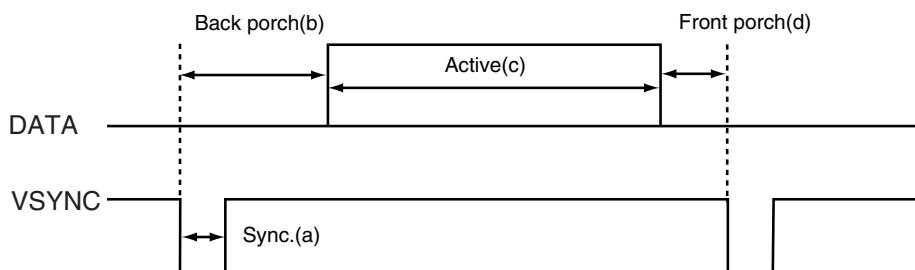 Back porch(b)
Front porch(d)
Active(c)
DATA
VSYNC
Sync.(a)